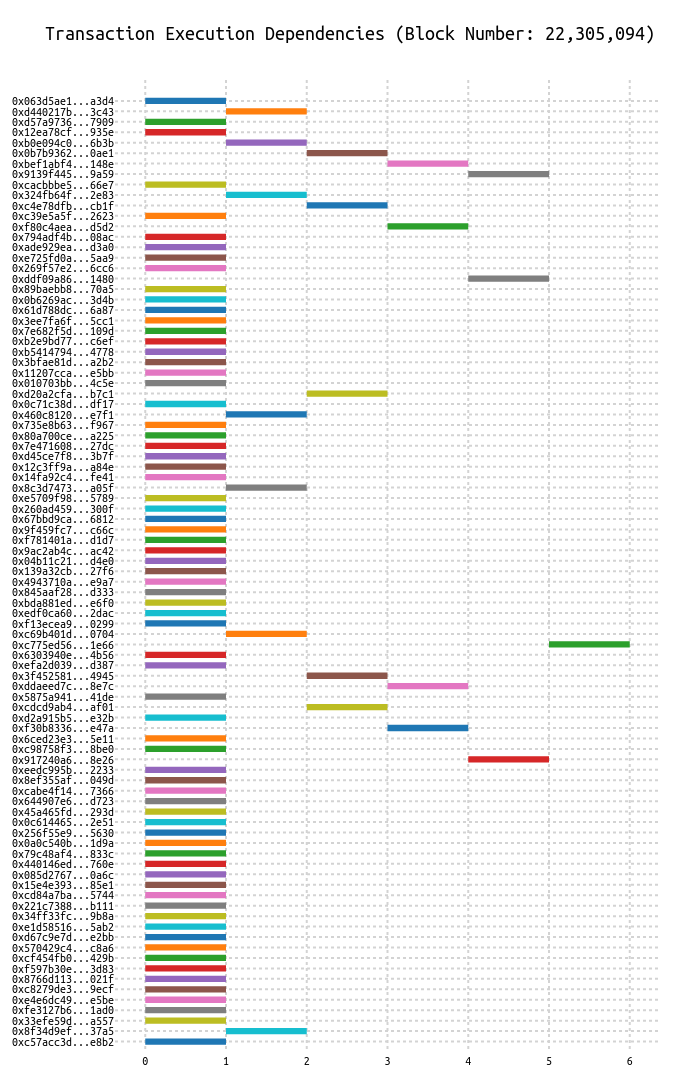 Transaction Execution Dependencies (Block Number: 22,305,094)
0x063d5ae1...a3d4
0xd440217b...3c43
0xd57a9736...7909
0x12ea78cf...935e
0xb0e094c0...6b3b
0x0b7b9362...0ae1
0xbef1abf4...148e
0x9139f445...9a59
0xcacbbbe5...66e7
0x324fb64f...2e83
0xc4e78dfb...cb1f
0xc39e5a5f...2623
0xf80c4aea...d5d2
0x794adf4b...08ac
0xade929ea...d3a0
0xe725fd0a...5aa9
0x269f57e2...6cc6
0xddf09a86...1480
0x89baebb8...70a5
0x0b6269ac...3d4b
0x61d788dc...6a87
0x3ee7fa6f...5cc1
0x7e682f5d...109d
0xb2e9bd77...c6ef
0xb5414794...4778
0x3bfae81d...a2b2
0x11207cca...e5bb
0x010703bb...4c5e
0xd20a2cfa...b7c1
0x0c71c38d...df17
0x460c8120...e7f1
0x735e8b63...f967
0x80a700ce...a225
0x7e471608...27dc
0xd45ce7f8...3b7f
0x12c3ff9a...a84e
0x14fa92c4...fe41
0x8c3d7473...a05f
0xe5709f98...5789
0x260ad459...300f
0x67bbd9ca...6812
0x9f459fc7...c66c
0xf781401a...d1d7
0x9ac2ab4c...ac42
0x04b11c21...d4e0
0x139a32cb...27f6
0x4943710a...e9a7
0x845aaf28...d333
0xbda881ed...e6f0
0xedf0ca60...2dac
0xf13ecea9...0299
0xc69b401d...0704
0xc775ed56...1e66
0x6303940e...4b56
0xefa2d039...d387
0x3f452581...4945
0xddaeed7c...8e7c
0x5875a941...41de
0xcdcd9ab4...af01
0xd2a915b5...e32b
0xf30b8336...e47a
0x6ced23e3...5e11
0xc98758f3...8be0
0x917240a6...8e26
0xeedc995b...2233
0x8ef355af...049d
0xcabe4f14...7366
0x644907e6...d723
0x45a465fd...293d
0x0c614465...2e51
0x256f55e9...5630
0x0a0c540b...1d9a
0x79c48af4...833c
0x440146ed...760e
0x085d2767...0a6c
0x15e4e393...85e1
0xcd84a7ba...5744
0x221c7388...b111
0x34ff33fc...9b8a
0xe1d58516...5ab2
0xd67c9e7d...e2bb
0x570429c4...c8a6
0xcf454fb0...429b
0xf597b30e...3d83
0x8766d113...021f
0xc8279de3...9ecf
0xe4e6dc49...e5be
0xfe3127b6...1ad0
0x33efe59d...a557
0x8f34d9ef...37a5
0xc57acc3d...e8b2
0 1 2 3 4 5 6